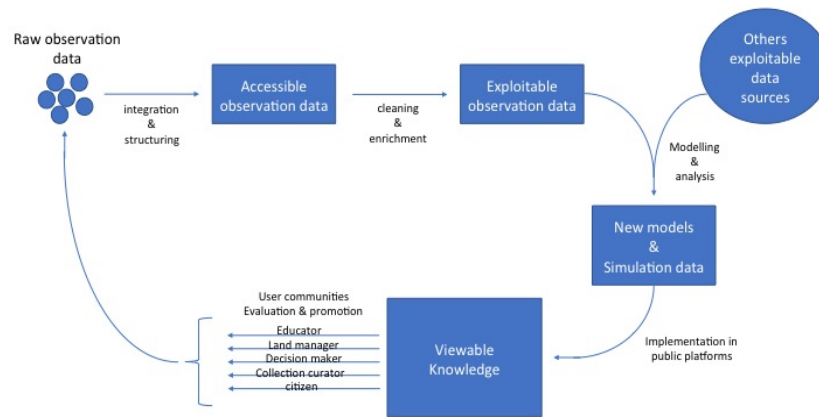 Raw observation
data
integration
&
structuring
Accessible
observation data
cleaning
&
enrichment
Exploitable
observation data
Others
exploitable
data
sources
Modelling
&
analysis
New models
&
Simulation data
Implementation in
public platforms
Viewable
Knowledge
User communities
Evaluation & promotion
Educator
Land manager
Decision maker
Collection curator
citizen